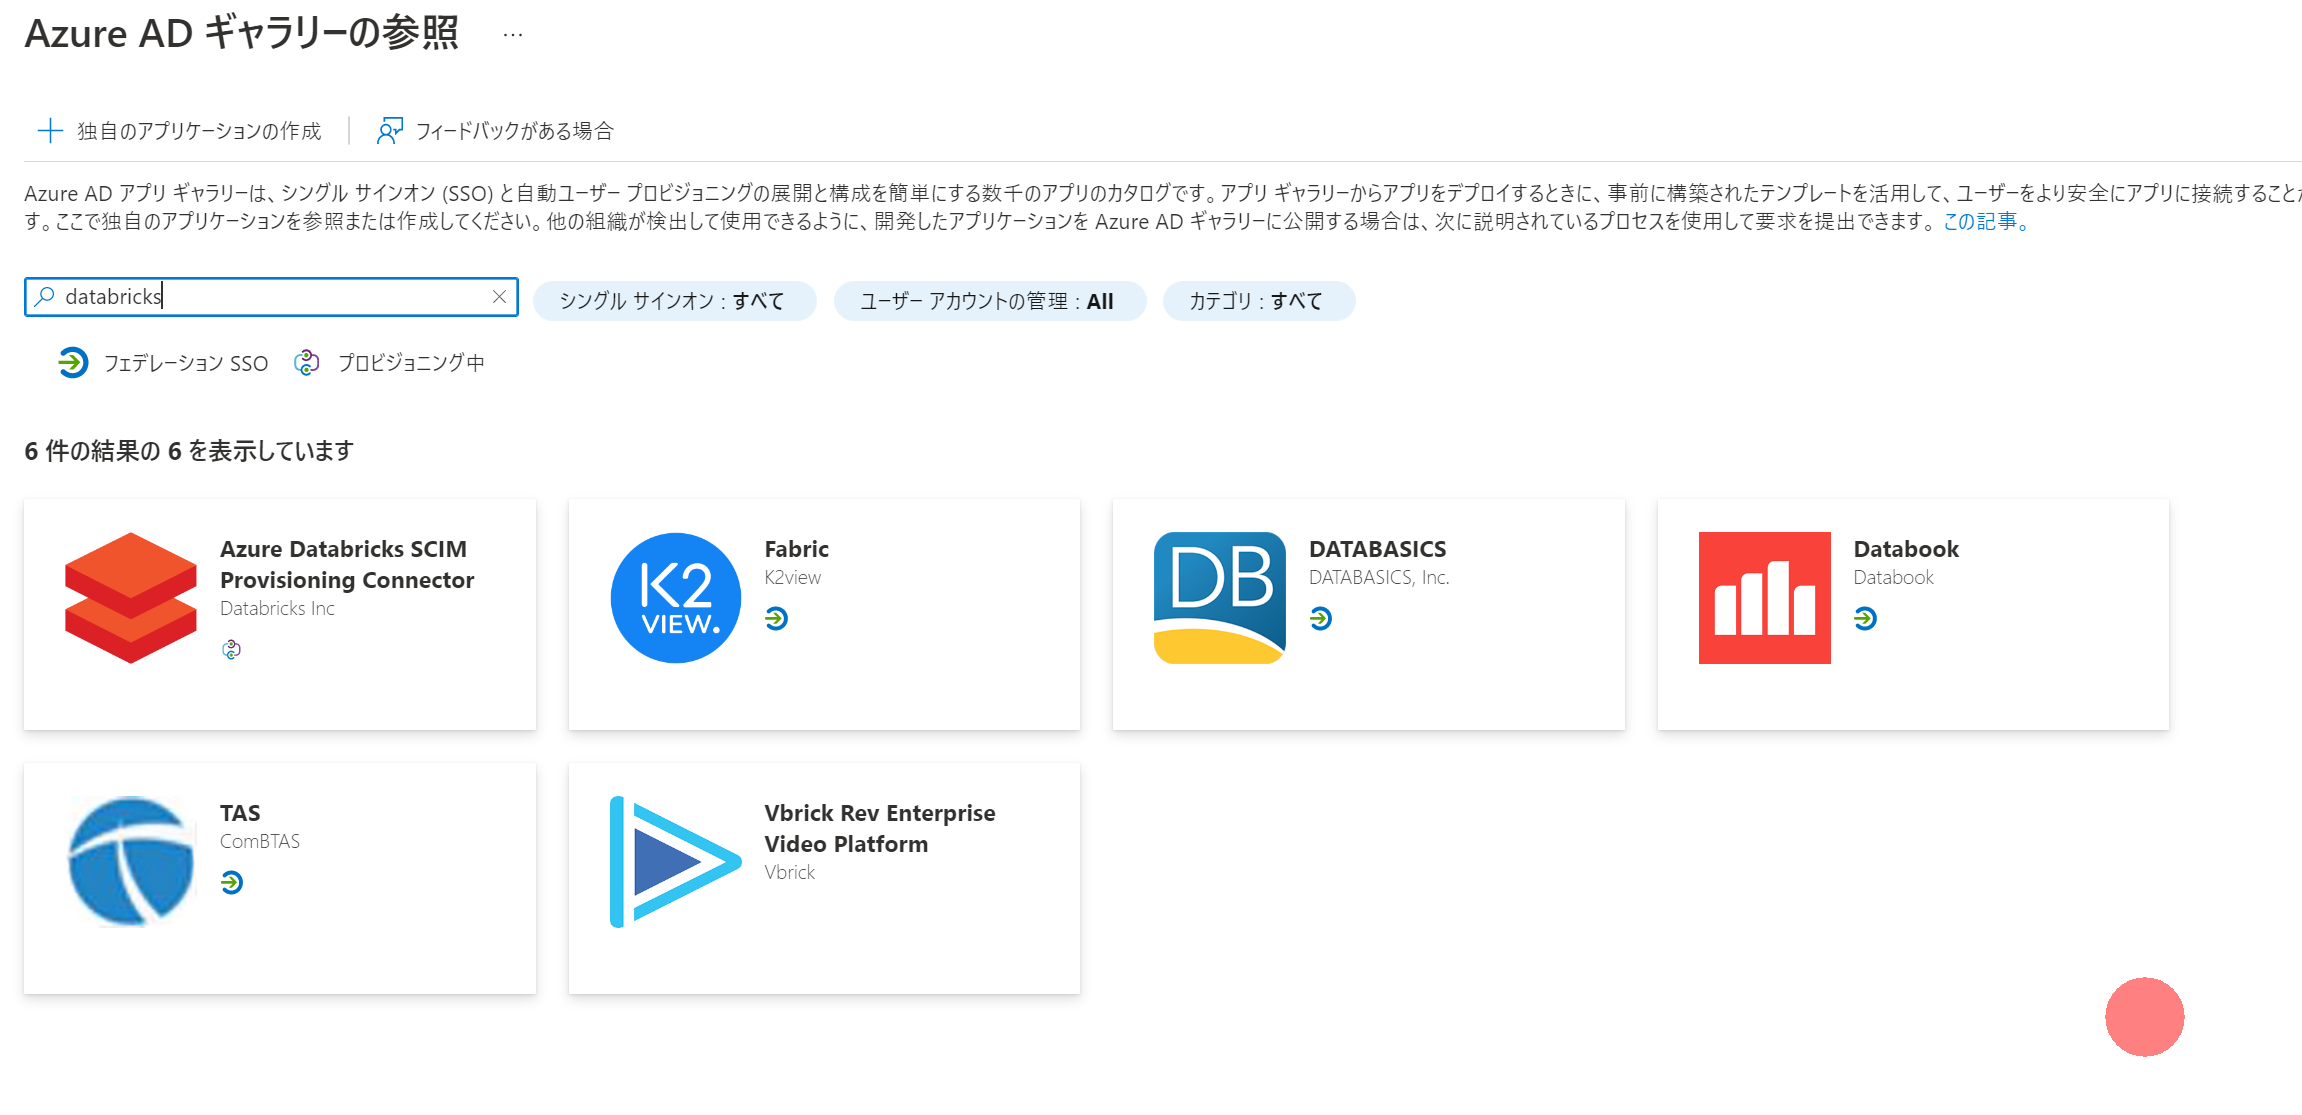 Azure AD ギャラリーの参照 …
独自のアプリケーションの作成 フィードバックがある場合
Azure AD アプリ ギャラリーは、シングル サインオン (SSO) と自動ユーザー プロビジョニングの展開と構成を簡単にする数千のアプリのカタログです。アプリ ギャラリーからアプリをデプロイするときに、事前に構築されたテンプレートを活用して、ユーザーをより安全にアプリに接続すること
す。ここで独自のアプリケーションを参照または作成してください。他の組織が検出して使用できるように、開発したアプリケーションを Azure AD ギャラリーに公開する場合は、次に説明されているプロセスを使用して要求を提出できます。 この記事。
databricks シングル サインオン : すべて ユーザー アカウントの管理 : All カテゴリ : すべて
フェデレーション SSO プロビジョニング中
6 件の結果の 6 を表示しています
Azure Databricks SCIM
Provisioning Connector
Databricks Inc
K2
VIEW.
Fabric
K2view
DB
DATABASICS
DATABASICS, Inc.
Databook
Databook
TAS
ComBTAS
Vbrick Rev Enterprise
Video Platform
Vbrick